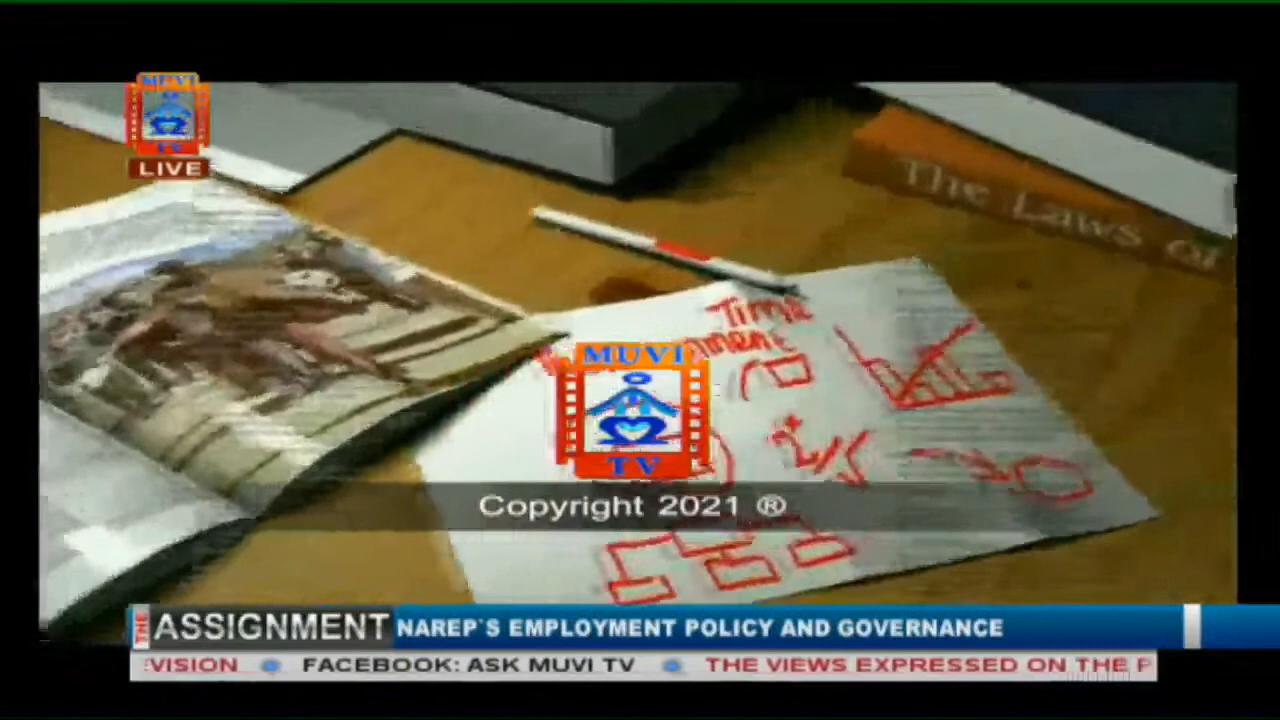 MUVI
TV
LIVE
The Laws of
Time
MUVI
TV
Copyright 2021 ®
THE ASSIGNMENT NAREP`S EMPLOYMENT POLICY AND GOVERNANCE
:VISION FACEBOOK: ASK MUVI TV THE VIEWS EXPRESSED ON THE P